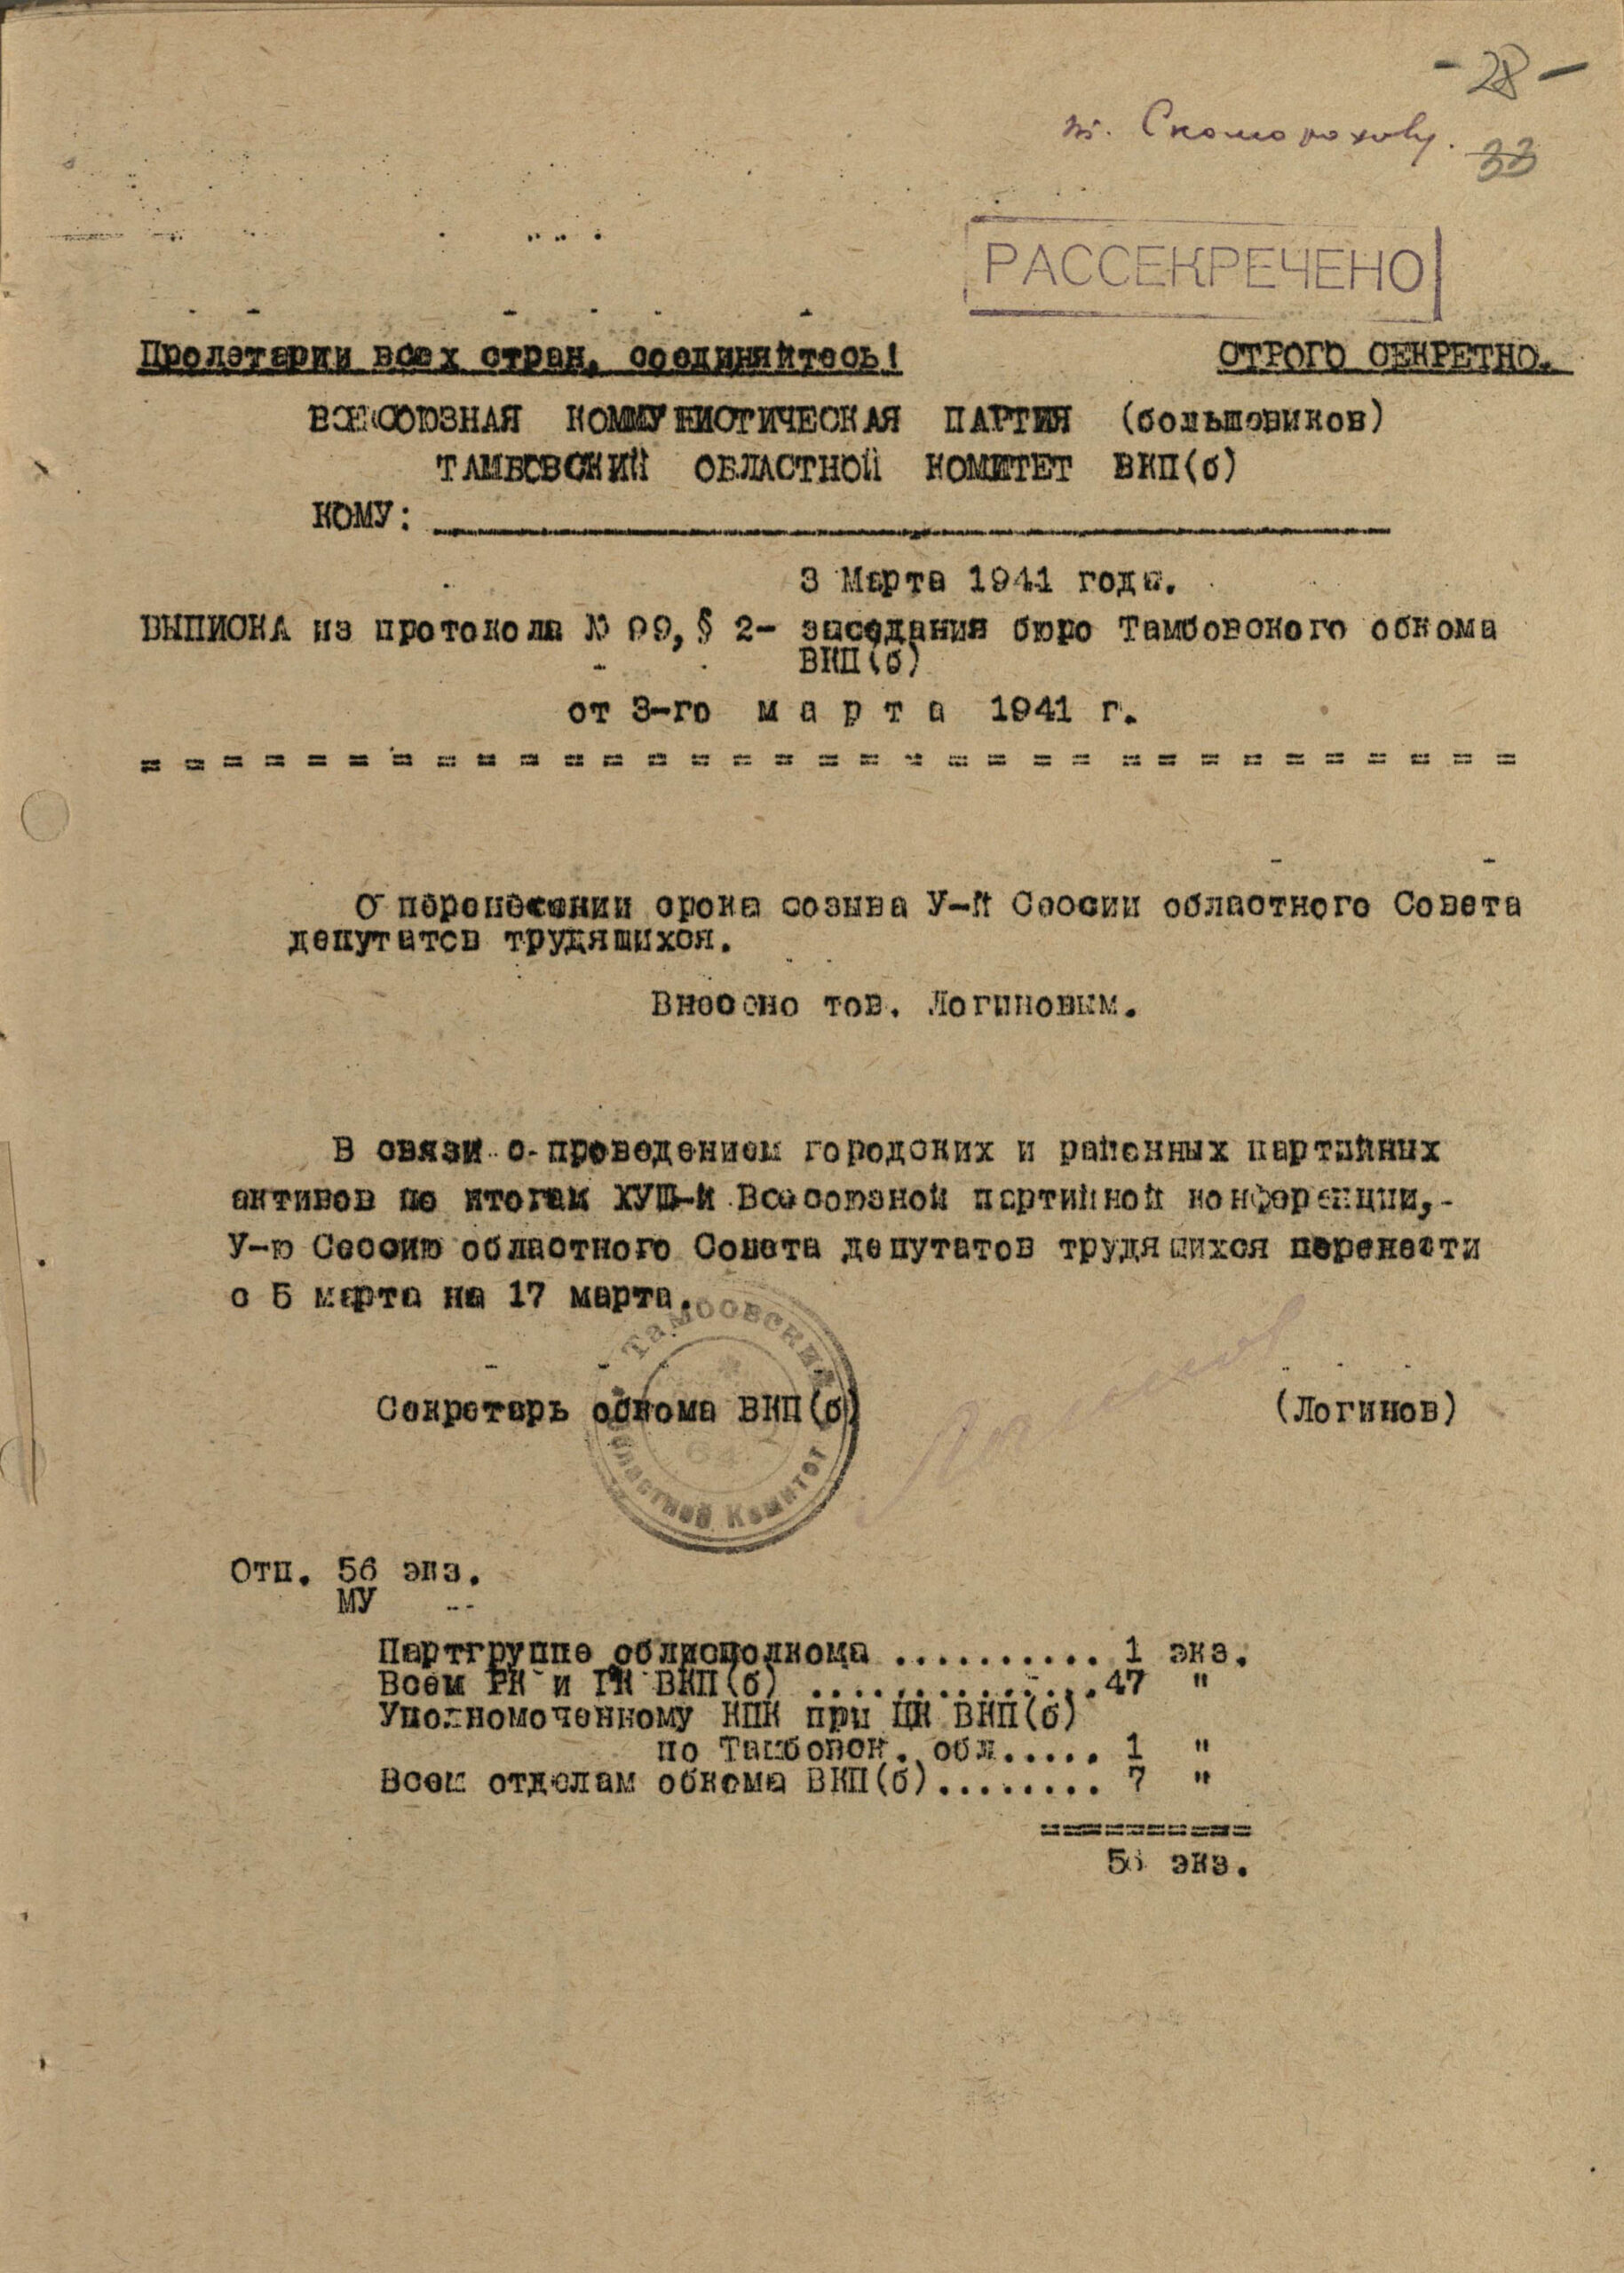 - 28 -
т. Скоморохову.
33
РАССЕКРЕЧЕНО
Пролетарии всех стран, соединяйтесь! СТРОГО СЕКРЕТНО.
ВСЕСОЮЗНАЯ КОММУНИСТИЧЕСКАЯ ПАРТИЯ (большевиков)
ТАМБОВСКИЙ ОБЛАСТНОЙ КОМИТЕТ ВКП(б)
КОМУ:
3 Марта 1941 года.
ВЫПИСКА из протокола № 99, § 2- заседания бюро Тамбовского обкома
ВКП(б)
от 3-го м а р т а 1941 г.
= = = = = = = = = = = = = = = = = = = = = = = = = = = = = = = = =
О перенесении срока созыва У-й Сессии областного Совета
депутатов трудящихся.
Внесено тов. Логиновым.
В связи с проведением городских и районных партийных
активов по итогам ХУШ-й Всесоюзной партийной конференции,-
У-ю Сессию областного Совета депутатов трудящихся перенести
с 5 марта на 17 марта.
Тамбовский
Секретарь обкома ВКП(б) Логинов (Логинов)
Областной Комитет
Отп. 56 экз.
МУ
Партгруппе облисполкома .......... 1 экз.
Всем РК и ГК ВКП(б) ..............47 "
Уполномоченному КПК при ЦК ВКП(б)
по Тамбовск. обл..... 1 "
Всем отделам обкома ВКП(б)........ 7 "
==========
56 экз.